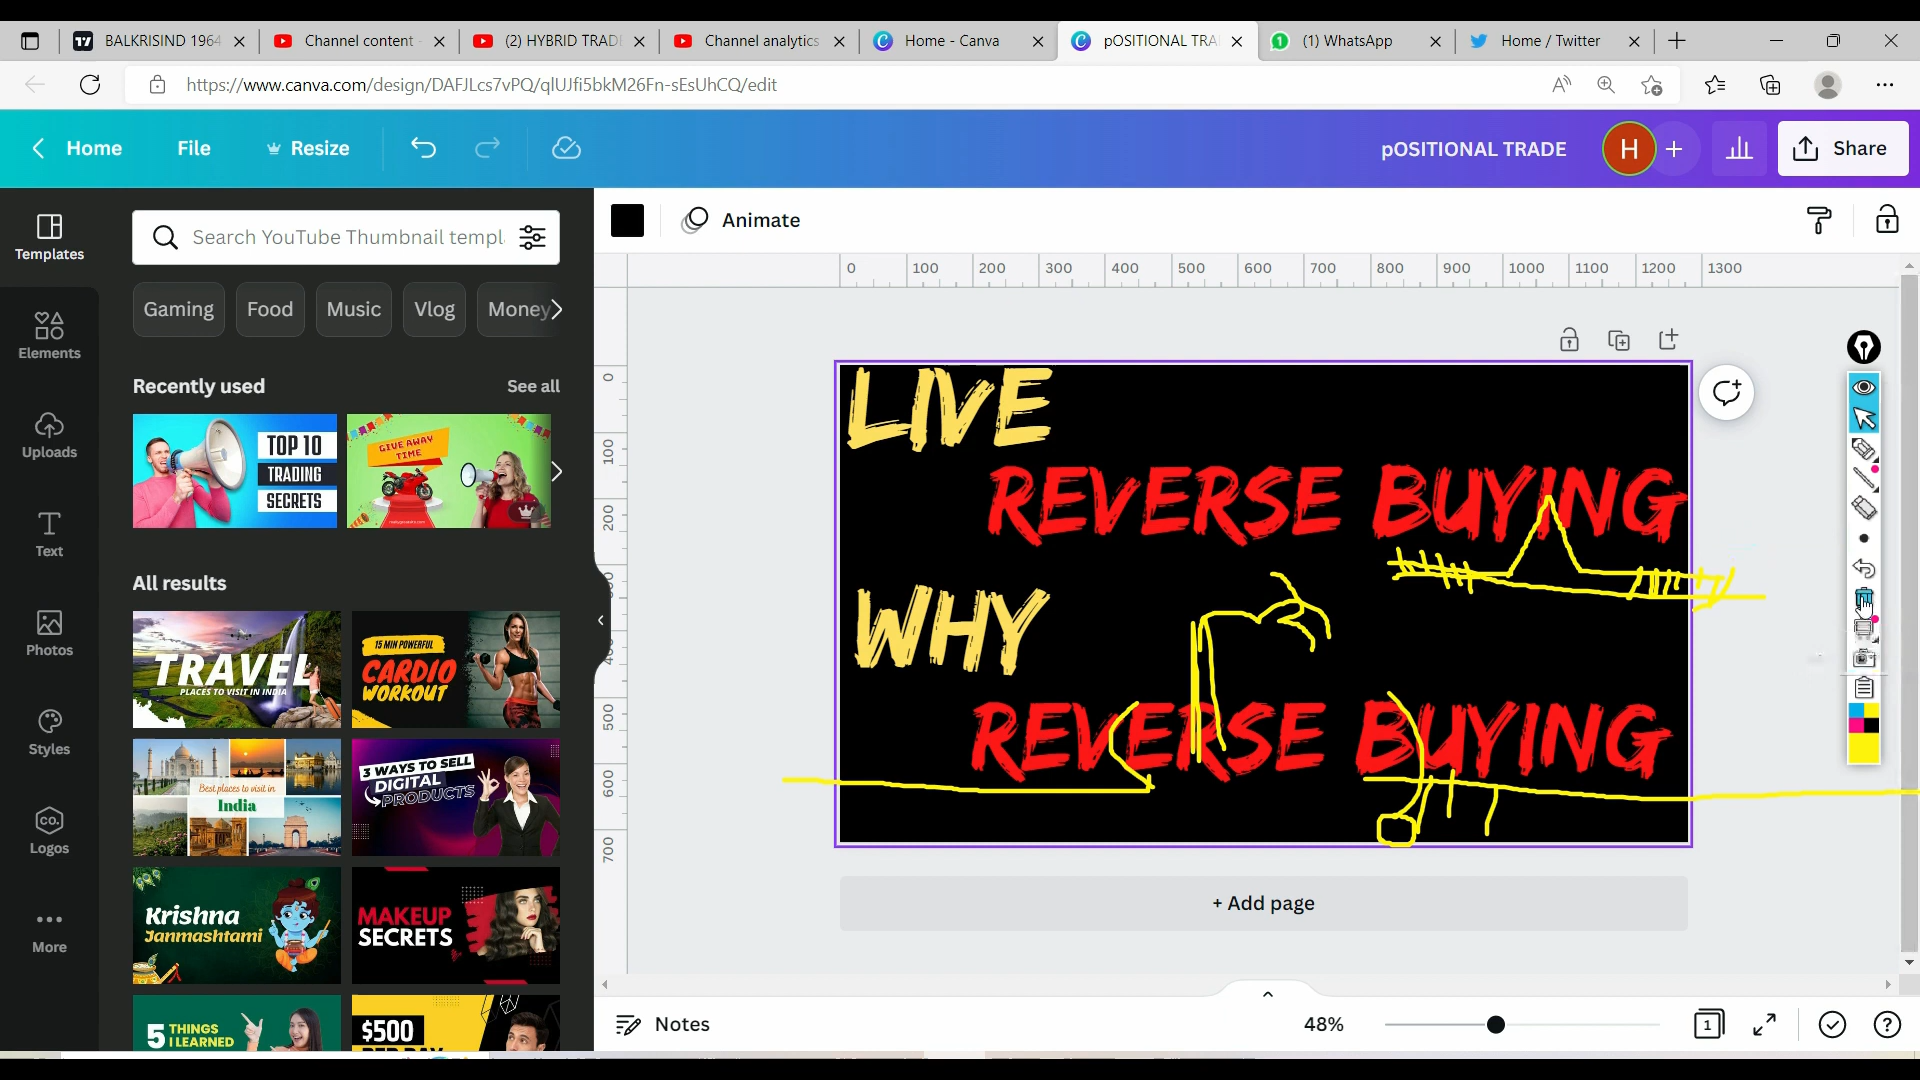 BALKRISIND 1964
Channel content
(2) HYBRID TRAD
Channel analytics
Home - Canva
pOSITIONAL TRA
(1) WhatsApp
Home / Twitter
https://www.canva.com/design/DAFJLcs7vPQ/qlUJfi5bkM26Fn-sEsUhCQ/edit
Home
File
Resize
pOSITIONAL TRADE
H
Share
Templates
Elements
Uploads
Text
Photos
Styles
Logos
More
Search YouTube Thumbnail templ
Gaming
Food
Music
Vlog
Money
Recently used
See all
TOP 10
TRADING
SECRETS
GIVE AWAY
TIME
All results
TRAVEL
PLACES TO VISIT IN INDIA
15 MIN POWERFUL
CARDIO
WORKOUT
Best places to visit in
India
3 WAYS TO SELL
DIGITAL
PRODUCTS
Krishna
Janmashtami
MAKEUP
SECRETS
5 THINGS
I LEARNED
$500
Animate
0 100 200 300 400 500 600 700 800 900 1000 1100 1200 1300
0
100
200
500
600
700
LIVE
REVERSE BUYING
WHY
REVERSE BUYING
+ Add page
Notes
48%
1